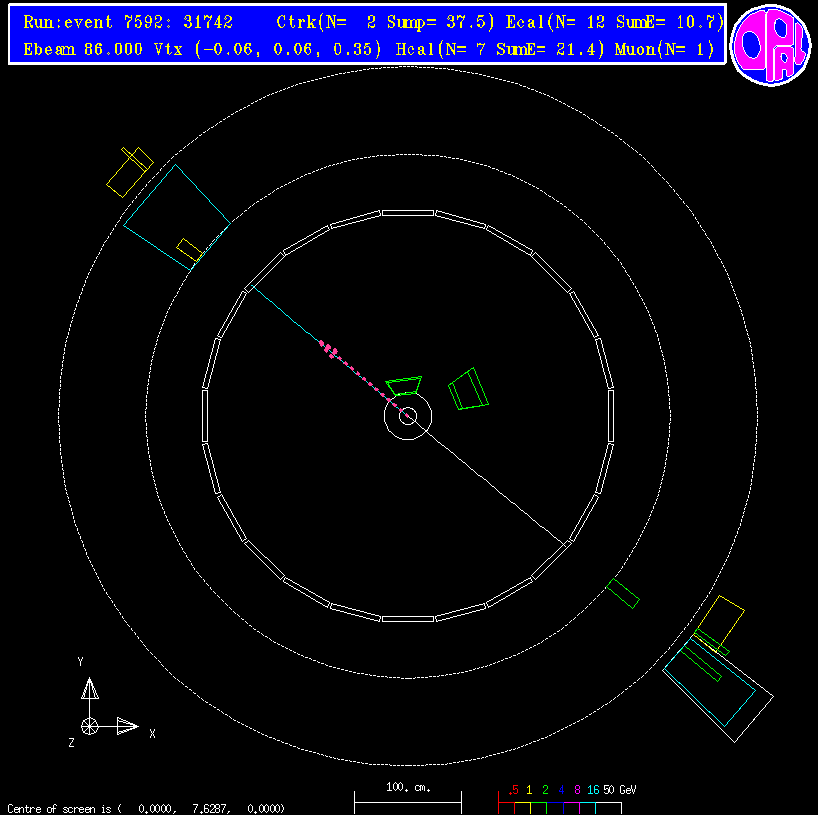 Run:event 7592: 31742 Ctrk(N= 2 Sump= 37.5) Ecal(N= 12 SumE= 10.7)
Ebeam 86.000 Vtx (-0.06, 0.06, 0.35) Hcal(N= 7 SumE= 21.4) Muon(N= 1)
OPAL
Y
Z X
100. cm.
.5 1 2 4 8 16 50 GeV
Centre of screen is ( 0.0000, 7.6287, 0.0000)